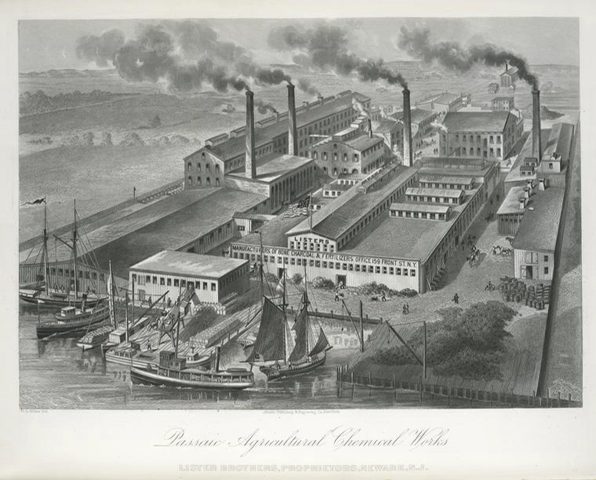 LISTER'S
MANUFACTURERS OF BONE CHARCOAL & FERTILIZERS OFFICE 159 FRONT ST. N.Y.
Passaic Agricultural Chemical Works
LISTER BROTHERS, PROPRIETORS, NEWARK, N.J.